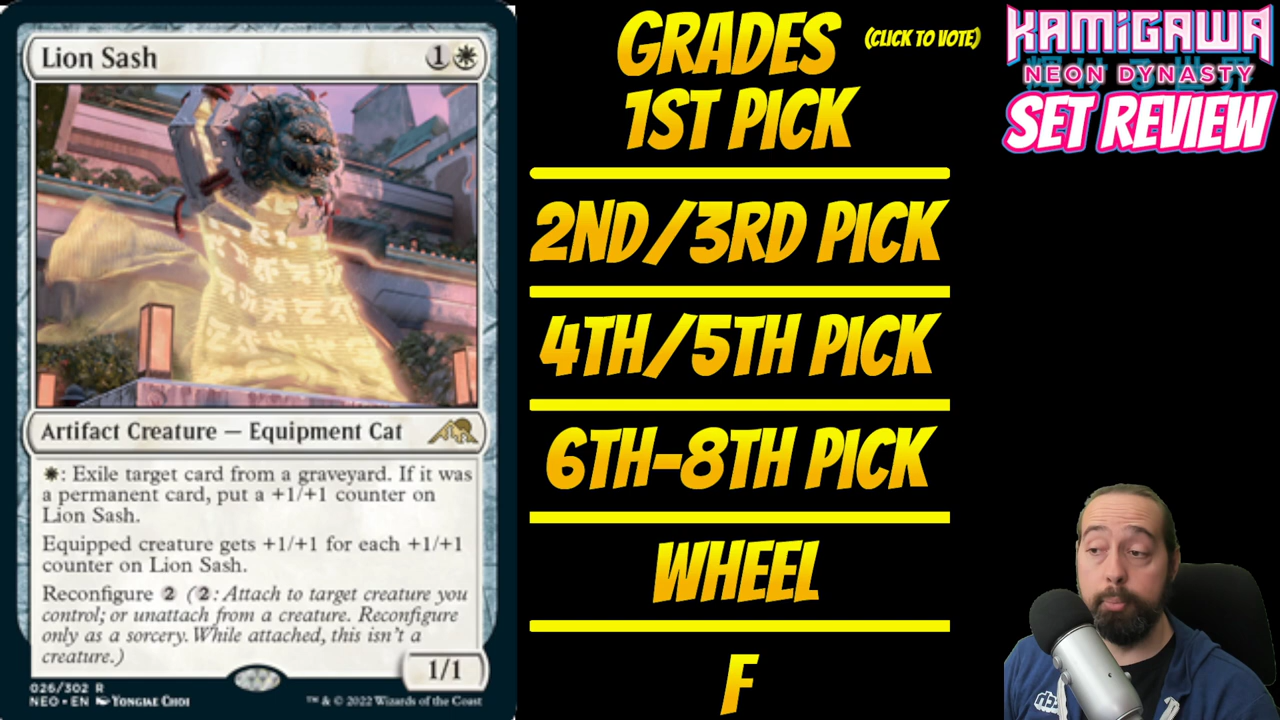 Lion Sash 1
Artifact Creature — Equipment Cat
: Exile target card from a graveyard. If it was
a permanent card, put a +1/+1 counter on
Lion Sash.
Equipped creature gets +1/+1 for each +1/+1
counter on Lion Sash.
Reconfigure 2 (2: Attach to target creature you
control; or unattach from a creature. Reconfigure
only as a sorcery. While attached, this isn't a
creature.)
1/1
026/302 R
NEO • EN YONGJAE CHOI
™ & © 2022 Wizards of the Coast
GRADES (CLICK TO VOTE)
1ST PICK
2ND/3RD PICK
4TH/5TH PICK
6TH-8TH PICK
WHEEL
F
KAMIGAWA
NEON DYNASTY
SET REVIEW